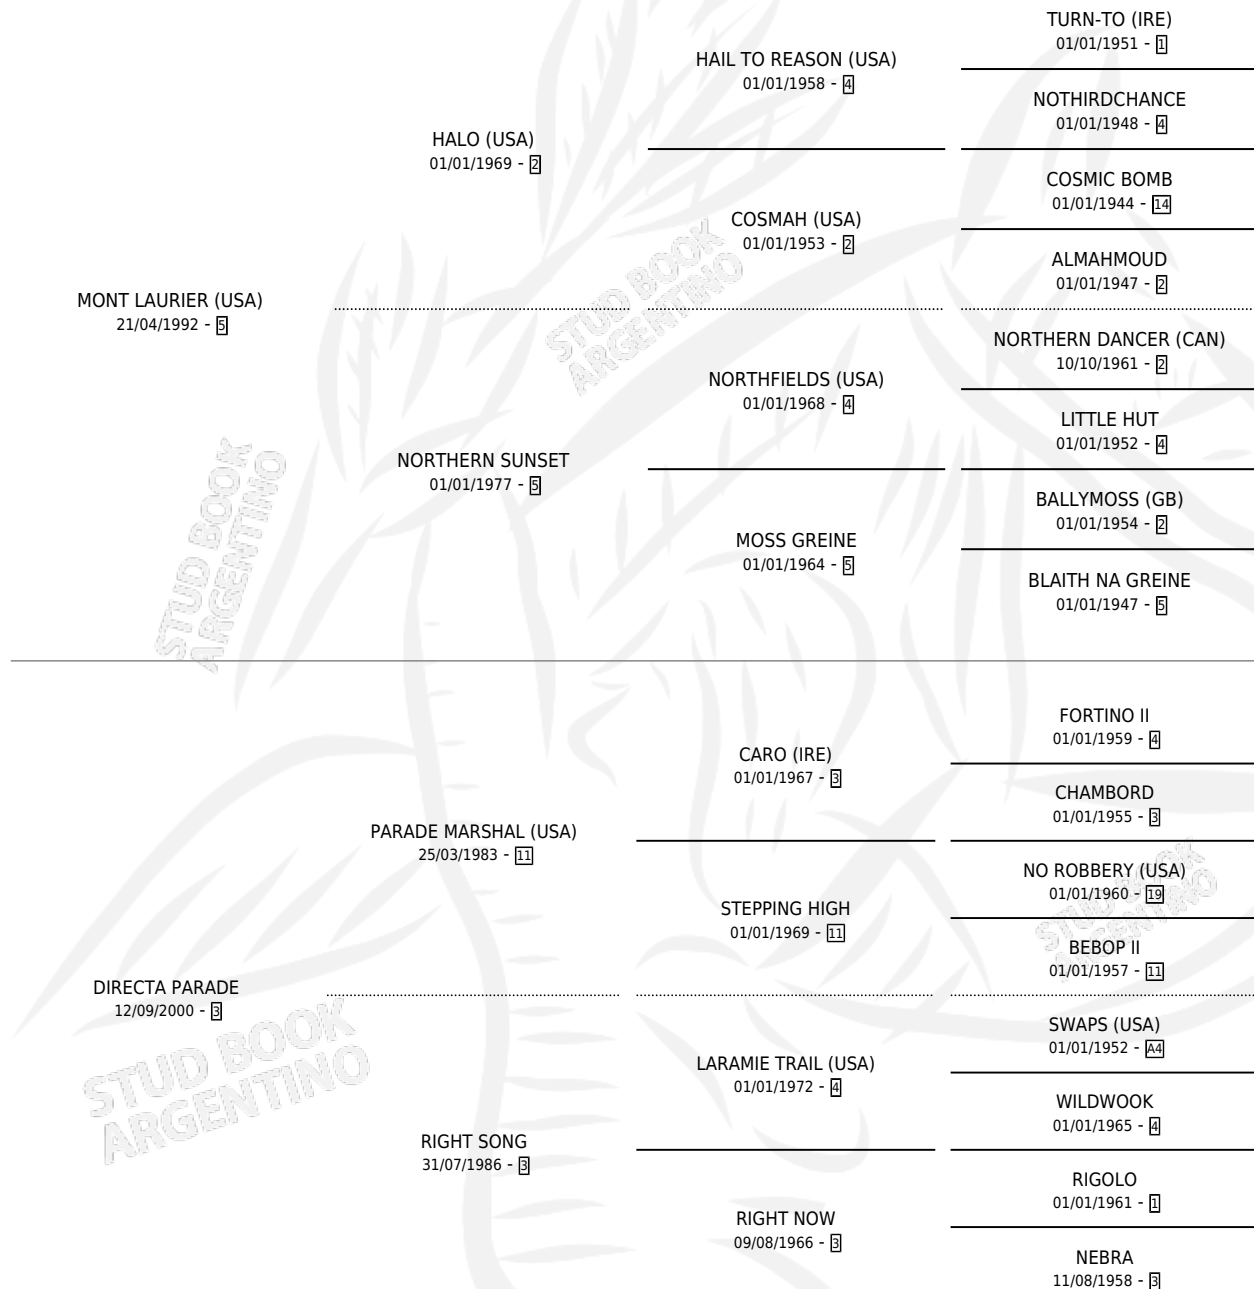 TURN-TO (IRE)
01/01/1951 - 1
HAIL TO REASON (USA)
01/01/1958 - 4
NOTHIRDCHANCE
01/01/1948 - 4
HALO (USA)
01/01/1969 - 2
COSMIC BOMB
01/01/1944 - 14
COSMAH (USA)
01/01/1953 - 2
ALMAHMOUD
01/01/1947 - 2
MONT LAURIER (USA)
21/04/1992 - 5
STUD BOOK
ARGENTINO
NORTHERN DANCER (CAN)
10/10/1961 - 2
NORTHFIELDS (USA)
01/01/1968 - 4
LITTLE HUT
01/01/1952 - 4
NORTHERN SUNSET
01/01/1977 - 5
BALLYMOSS (GB)
01/01/1954 - 2
MOSS GREINE
01/01/1964 - 5
BLAITH NA GREINE
01/01/1947 - 5
STUD BOOK
ARGENTINO
FORTINO II
01/01/1959 - 4
CARO (IRE)
01/01/1967 - 3
CHAMBORD
01/01/1955 - 3
PARADE MARSHAL (USA)
25/03/1983 - 11
NO ROBBERY (USA)
01/01/1960 - 19
STEPPING HIGH
01/01/1969 - 11
BEBOP II
01/01/1957 - 11
STUD BOOK
ARGENTINO
DIRECTA PARADE
12/09/2000 - 3
SWAPS (USA)
01/01/1952 - A4
LARAMIE TRAIL (USA)
01/01/1972 - 4
WILDWOOK
01/01/1965 - 4
RIGHT SONG
31/07/1986 - 3
RIGOLO
01/01/1961 - 1
RIGHT NOW
09/08/1966 - 3
NEBRA
11/08/1958 - 3
STUD BOOK
ARGENTINO